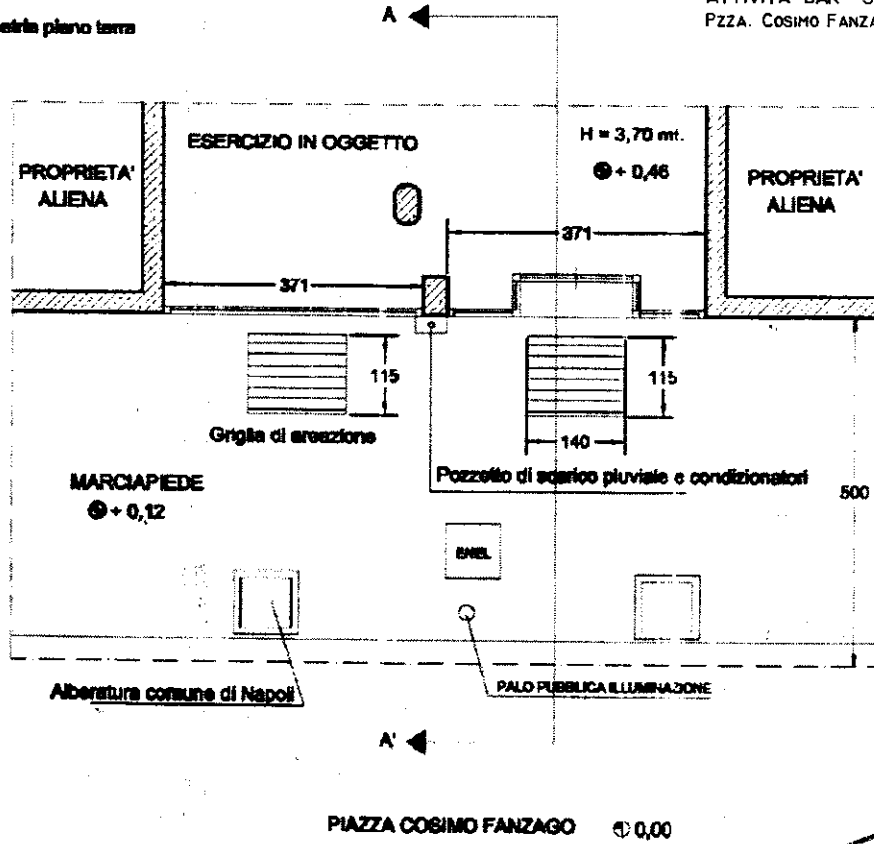 A
PZZA. COSIMO FANZA
piano terra
ESERCIZIO IN OGGETTO
H = 3,70 mt.
+ 0,46
PROPRIETA'
ALIENA
PROPRIETA'
ALIENA
371
371
115
115
140
Griglia di areazione
Pozzetto di scarico pluviale e condizionatori
MARCIAPIEDE
+ 0,12
500
ENEL
Alberatura comune di Napoli
PALO PUBBLICA ILLUMINAZIONE
A'
PIAZZA COSIMO FANZAGO
0,00